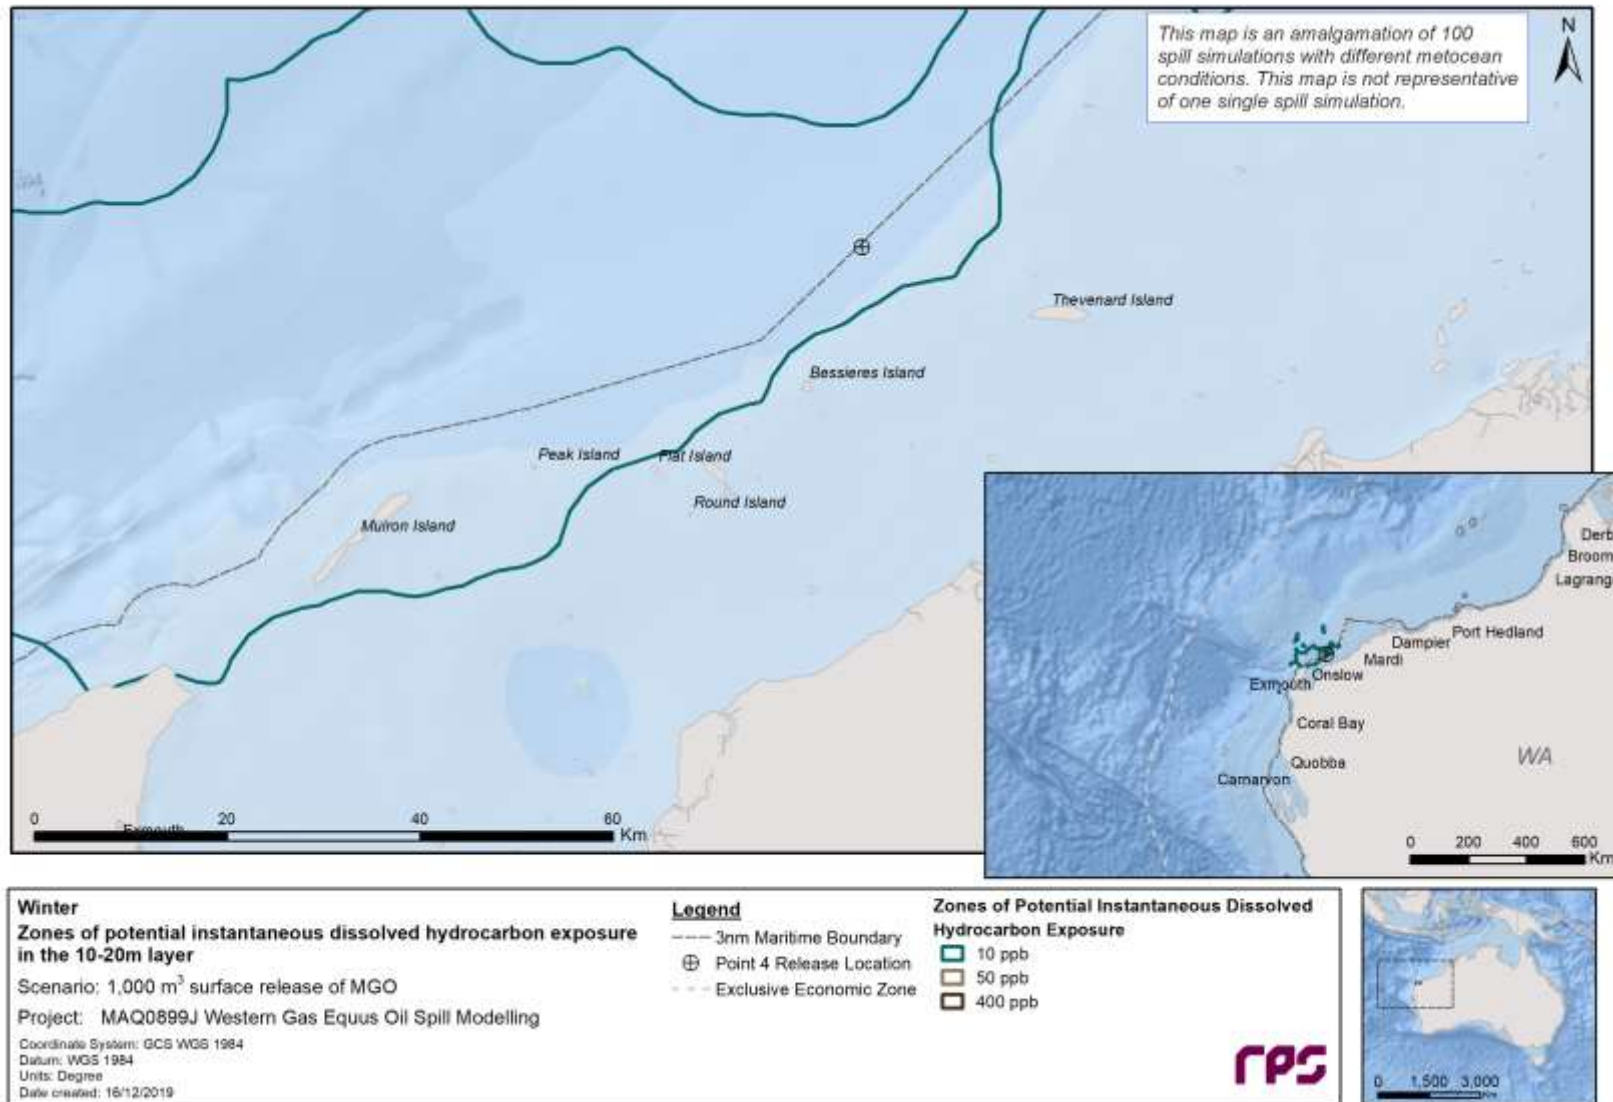 This map is an amalgamation of 100
spill simulations with different metocean
conditions. This map is not representative
of one single spill simulation.
N
Thevenard Island
Bessieres Island
Peak Island
Flat Island
Round Island
Muiron Island
Exmouth
0 20 40 60
Km
Derb
Broom
Lagrang
Port Hedland
Dampier
Mardi
Onslow
Exmouth
Coral Bay
WA
Quobba
Carnarvon
0 200 400 600
Km
Winter
Zones of potential instantaneous dissolved hydrocarbon exposure
in the 10-20m layer
Scenario: 1,000 m³ surface release of MGO
Project: MAQ0899J Western Gas Equus Oil Spill Modelling
Coordinate System: GCS WGS 1984
Datum: WGS 1984
Units: Degree
Date created: 16/12/2019
Legend
3nm Maritime Boundary
Point 4 Release Location
Exclusive Economic Zone
Zones of Potential Instantaneous Dissolved
Hydrocarbon Exposure
10 ppb
50 ppb
400 ppb
rps
0 1,500 3,000
Km